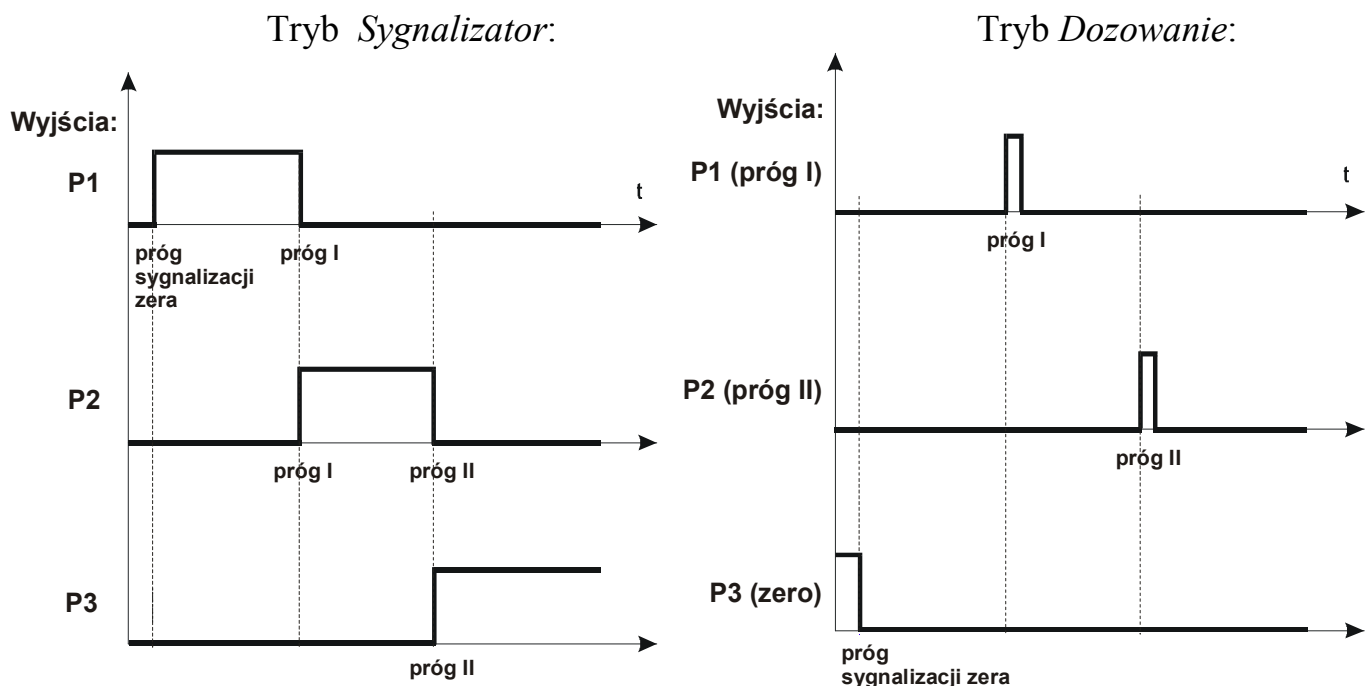 Tryb Sygnalizator:
Wyjścia:
P1
t
próg
sygnalizacji
zera
próg I
P2
próg I
próg II
P3
próg II
Tryb Dozowanie:
Wyjścia:
P1 (próg I)
t
próg I
P2 (próg II)
próg II
P3 (zero)
próg
sygnalizacji zera